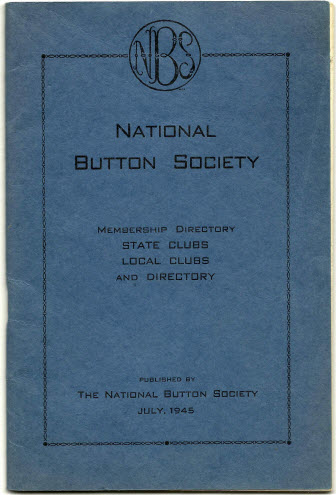 NBS
NATIONAL
BUTTON SOCIETY
MEMBERSHIP DIRECTORY
STATE CLUBS
LOCAL CLUBS
AND DIRECTORY
PUBLISHED BY
THE NATIONAL BUTTON SOCIETY
JULY, 1945